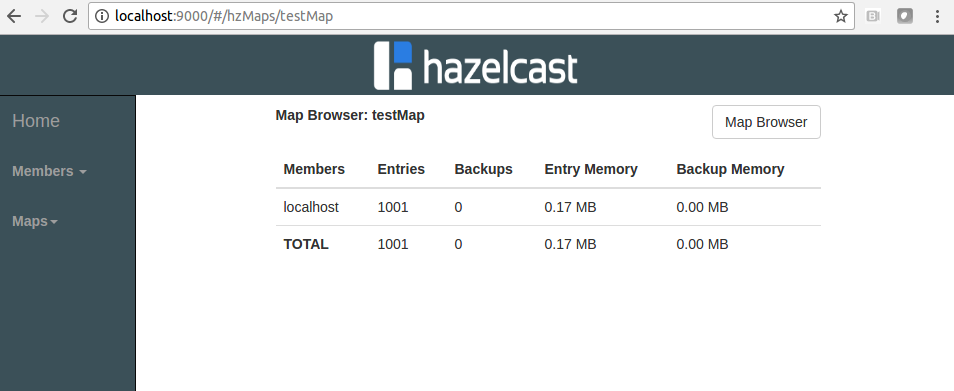 localhost:9000/#/hzMaps/testMap
hazelcast
Home
Members
Maps
Map Browser: testMap
Map Browser
Members Entries Backups Entry Memory Backup Memory
localhost 1001 0 0.17 MB 0.00 MB
TOTAL 1001 0 0.17 MB 0.00 MB